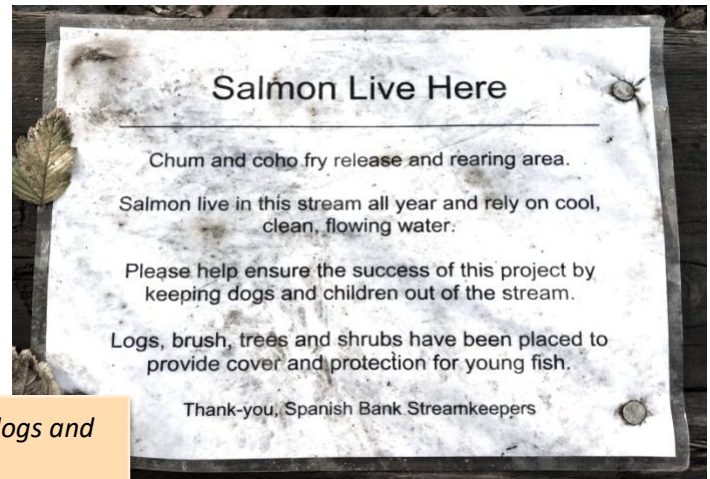 Salmon Live Here
Chum and coho fry release and rearing area.
Salmon live in this stream all year and rely on cool,
clean, flowing water.
Please help ensure the success of this project by
keeping dogs and children out of the stream.
Logs, brush, trees and shrubs have been placed to
provide cover and protection for young fish.
Thank-you, Spanish Bank Streamkeepers
logs and